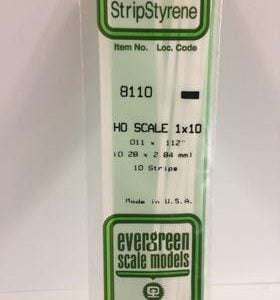 StripStyrene
Item No. Loc. Code
8110
HO SCALE 1x10
.011 x .112"
(0.28 x 2.84 mm)
10 Strips
Made in U.S.A.
evergreen
scale models